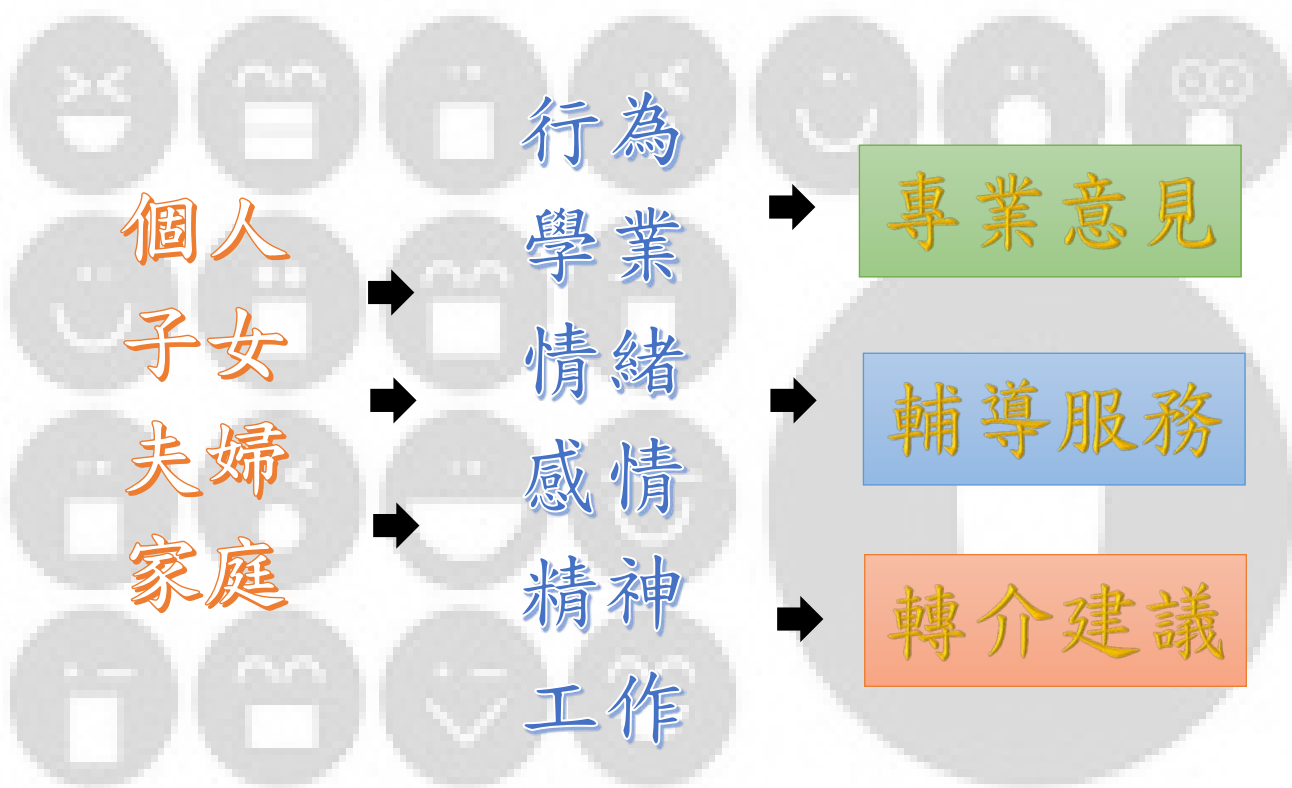 個人
子女
夫婦
家庭
行為
學業
情緒
感情
精神
工作
專業意見
輔導服務
轉介建議